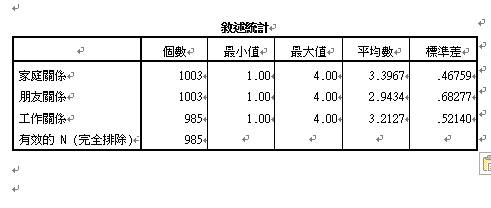 敘述統計
個數 最小值 最大值 平均數 標準差
家庭關係 1003 1.00 4.00 3.3967 .46759
朋友關係 1003 1.00 4.00 2.9434 .68277
工作關係 985 1.00 4.00 3.2127 .52140
有效的 N (完全排除) 985